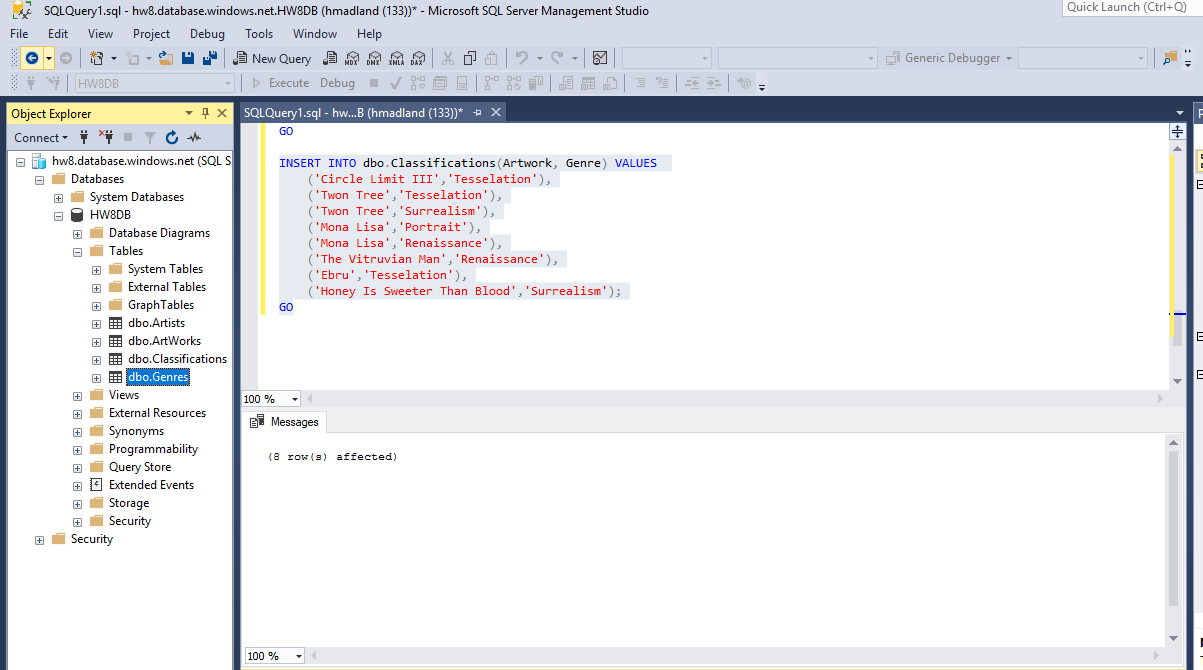 SQLQuery1.sql - hw8.database.windows.net.HW8DB (hmadland (133))* - Microsoft SQL Server Management Studio
Quick Launch (Ctrl+Q)
File Edit View Project Debug Tools Window Help
New Query MDX DMX XMLA DAX Generic Debugger
HW8DB Execute Debug
Object Explorer
SQLQuery1.sql - hw...B (hmadland (133))*
Connect
hw8.database.windows.net (SQL S
Databases
System Databases
HW8DB
Database Diagrams
Tables
System Tables
External Tables
GraphTables
dbo.Artists
dbo.ArtWorks
dbo.Classifications
dbo.Genres
Views
External Resources
Synonyms
Programmability
Query Store
Extended Events
Storage
Security
Security
GO
INSERT INTO dbo.Classifications(Artwork, Genre) VALUES
('Circle Limit III','Tesselation'),
('Twon Tree','Tesselation'),
('Twon Tree','Surrealism'),
('Mona Lisa','Portrait'),
('Mona Lisa','Renaissance'),
('The Vitruvian Man','Renaissance'),
('Ebru','Tesselation'),
('Honey Is Sweeter Than Blood','Surrealism');
GO
100 %
Messages
(8 row(s) affected)
100 %